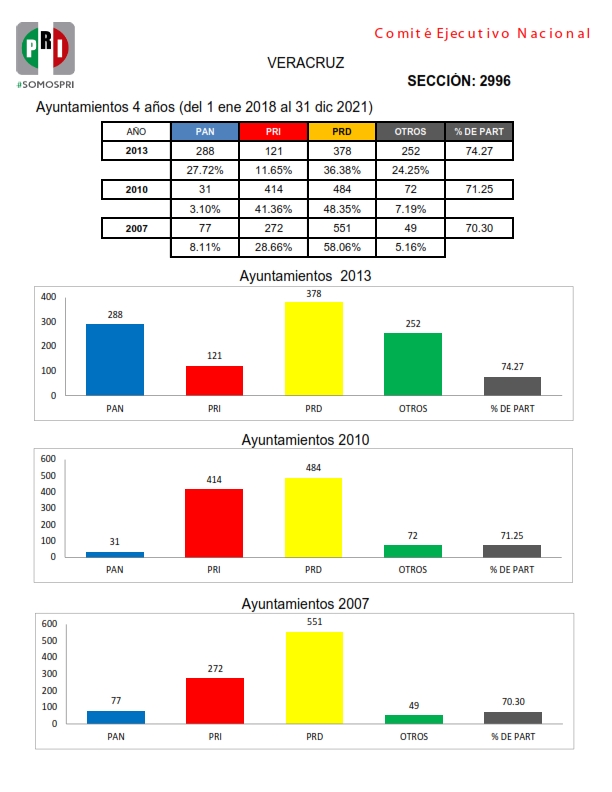 PRI
#SOMOSPRI
Comité Ejecutivo Nacional
VERACRUZ
SECCIÓN: 2996
Ayuntamientos 4 años (del 1 ene 2018 al 31 dic 2021)
AÑO PAN PRI PRD OTROS % DE PART
2013 288 121 378 252 74.27
27.72% 11.65% 36.38% 24.25%
2010 31 414 484 72 71.25
3.10% 41.36% 48.35% 7.19%
2007 77 272 551 49 70.30
8.11% 28.66% 58.06% 5.16%
Ayuntamientos 2013
400
300
200
100
0
288 121 378 252 74.27
PAN PRI PRD OTROS % DE PART
Ayuntamientos 2010
600
500
400
300
200
100
0
31 414 484 72 71.25
PAN PRI PRD OTROS % DE PART
Ayuntamientos 2007
600
500
400
300
200
100
0
77 272 551 49 70.30
PAN PRI PRD OTROS % DE PART